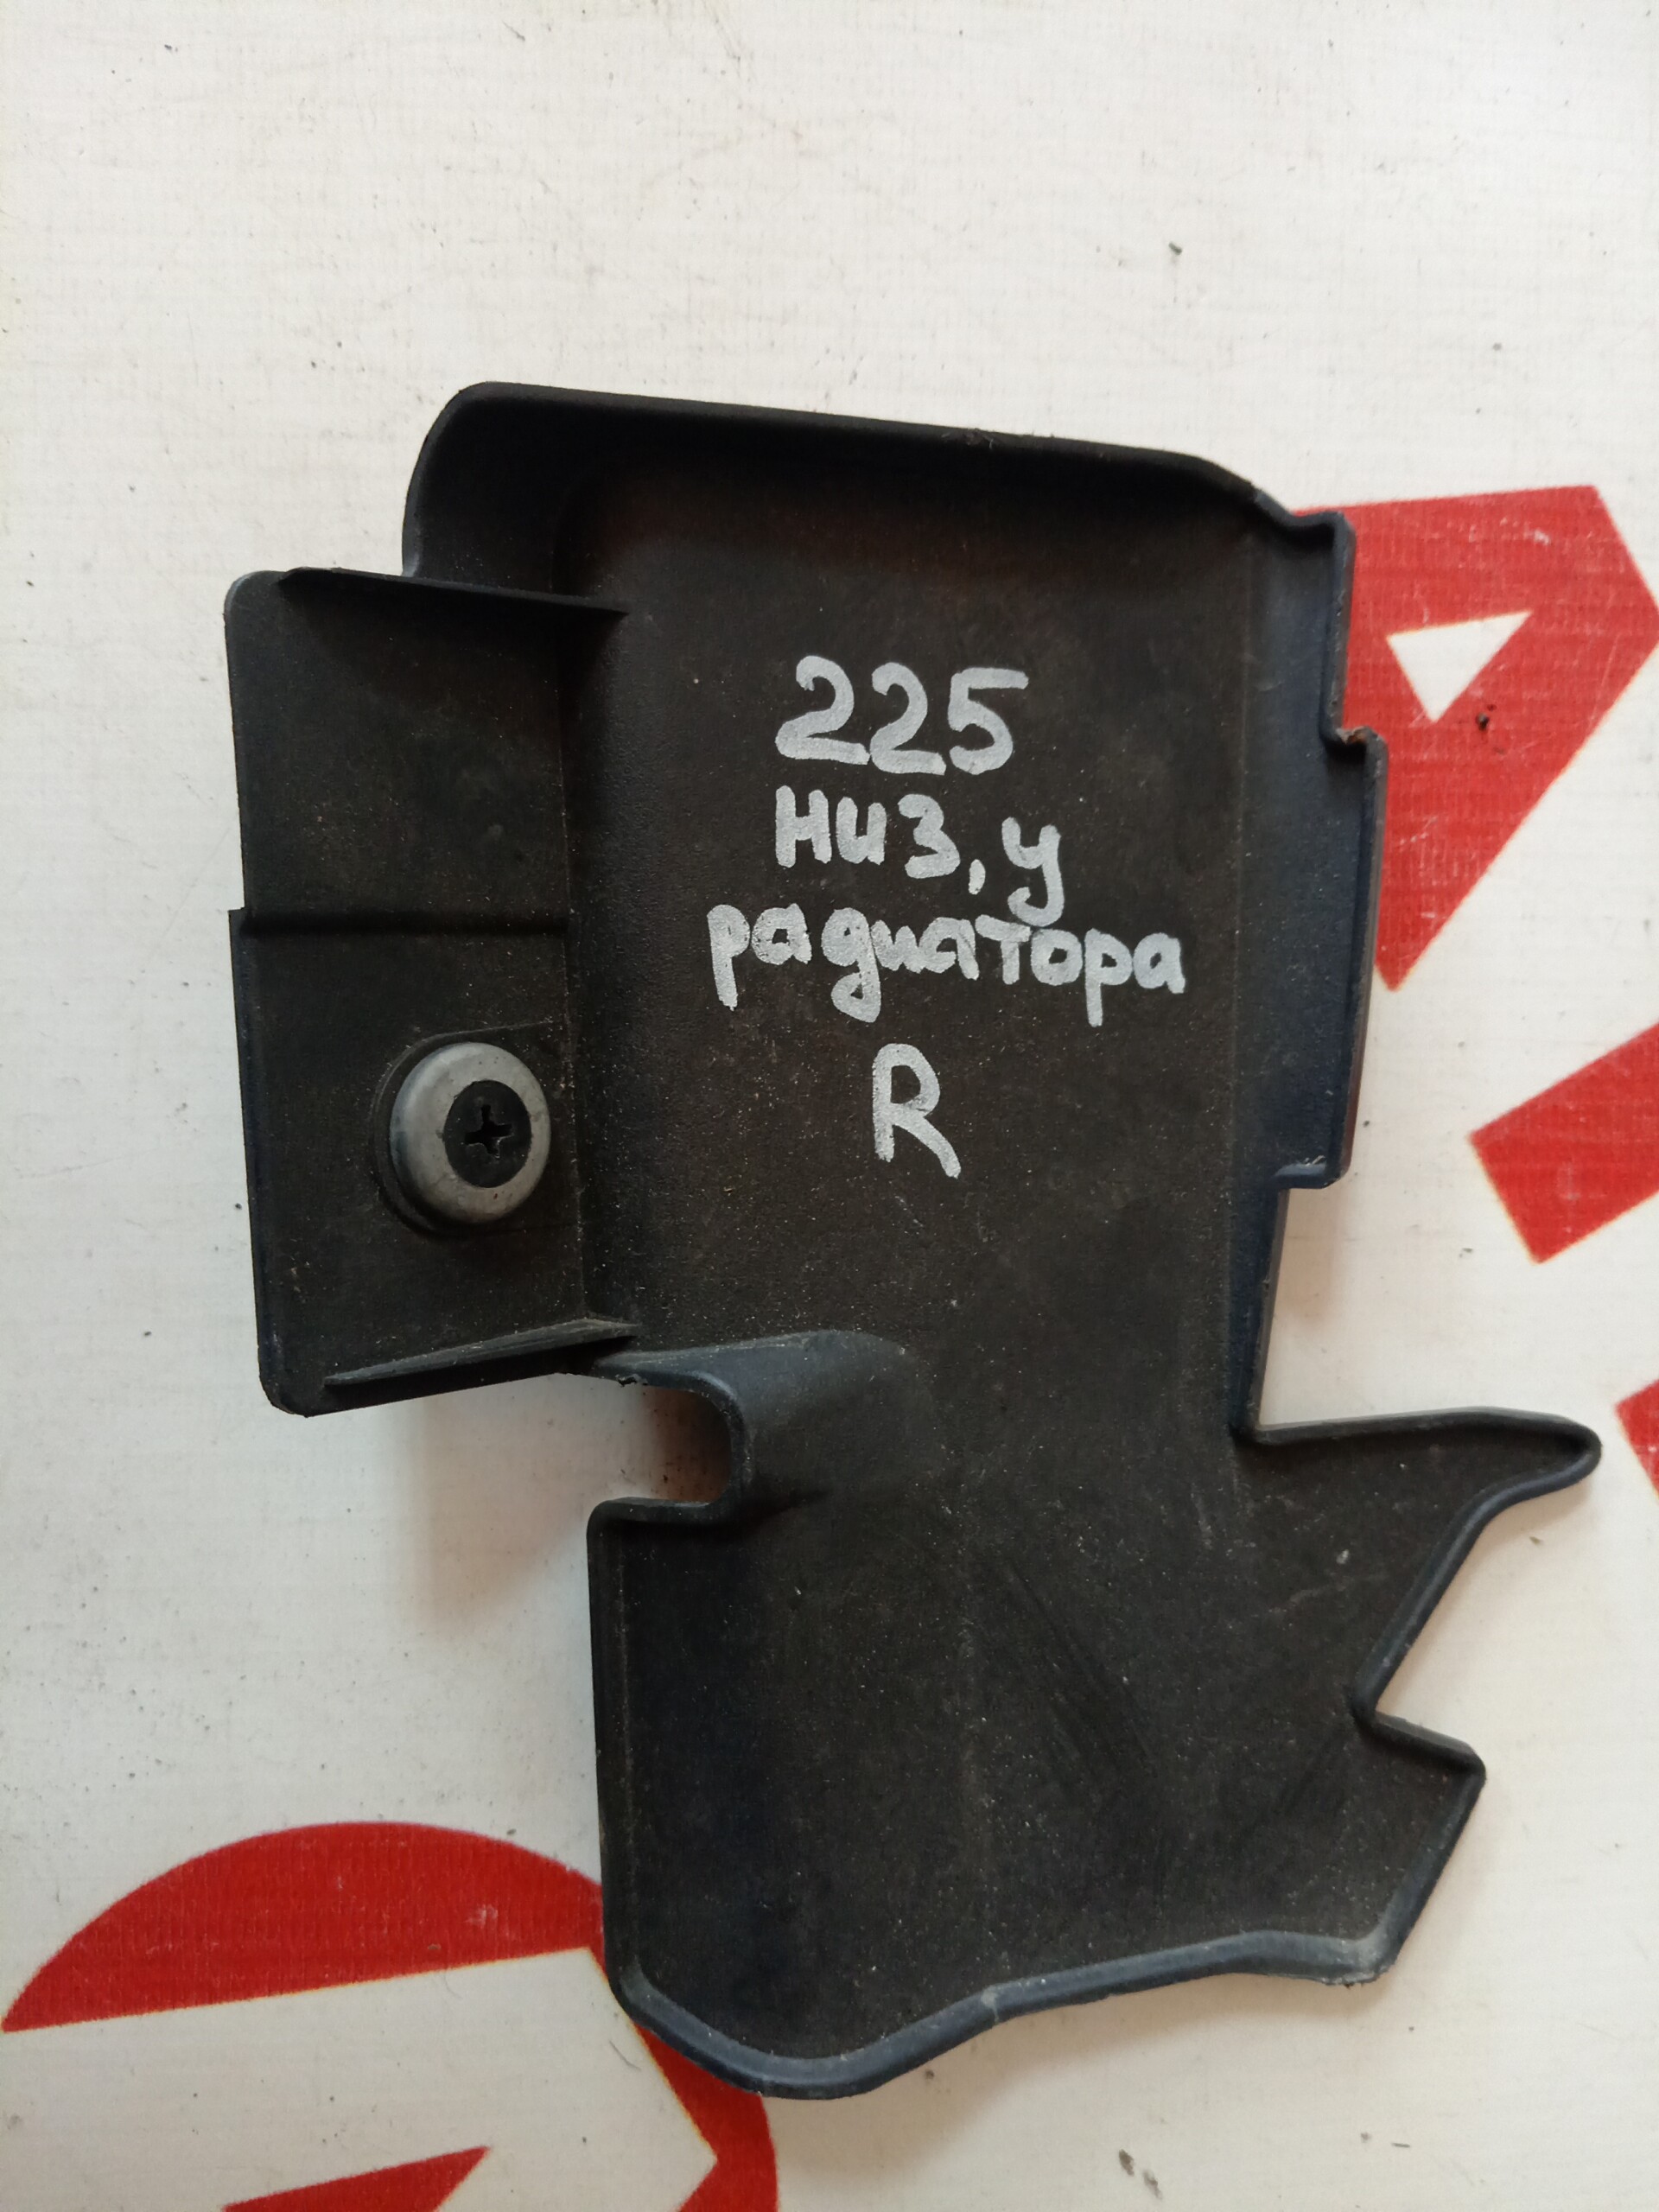 225
низ, у
радиатора
R